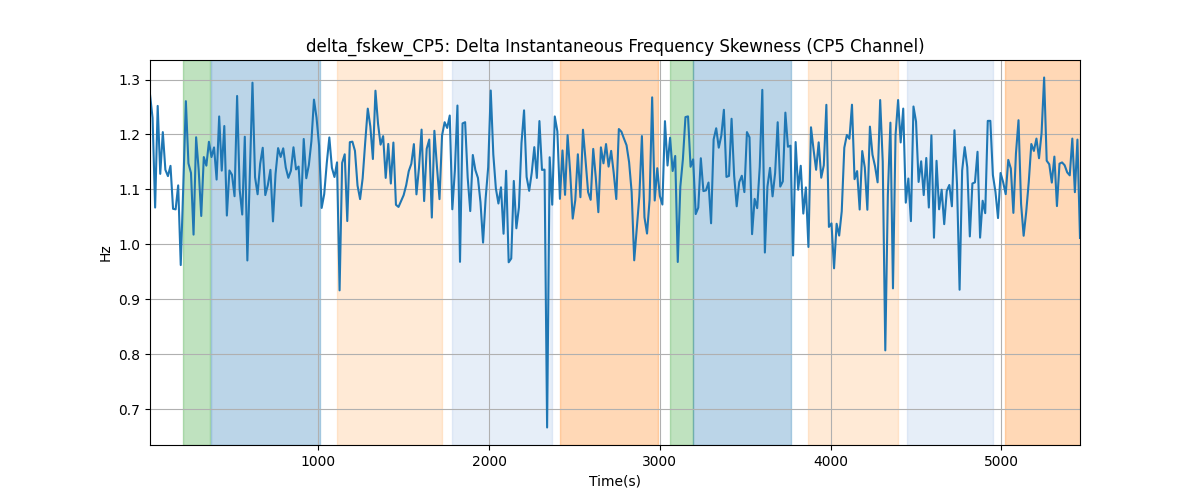 delta_fskew_CP5: Delta Instantaneous Frequency Skewness (CP5 Channel)
1.3
1.2
1.1
1.0
0.9
0.8
0.7
Hz
1000 2000 3000 4000 5000
Time(s)